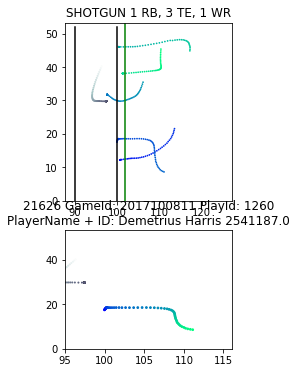 SHOTGUN 1 RB, 3 TE, 1 WR
50
40
30
20
10
0
90 100 110 120
21626 GameId: 2017100811 PlayId: 1260
PlayerName + ID: Demetrius Harris 2541187.0
40
20
0
95 100 105 110 115